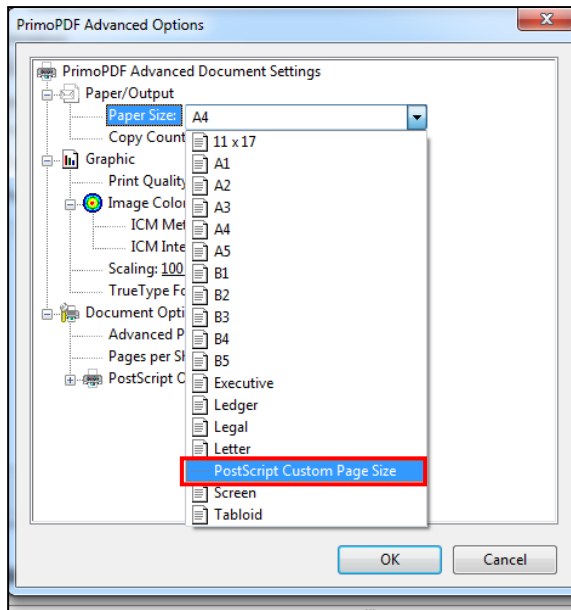 PrimoPDF Advanced Options
PrimoPDF Advanced Document Settings
Paper/Output
Paper Size: A4
Copy Count
11 x 17
Graphic
A1
Print Quality
A2
Image Color
A3
ICM Met
A4
ICM Inte
A5
Scaling: 100
B1
TrueType Fo
B2
Document Opti
B3
Advanced P
B4
Pages per Sh
B5
PostScript O
Executive
Ledger
Legal
Letter
PostScript Custom Page Size
Screen
Tabloid
OK Cancel